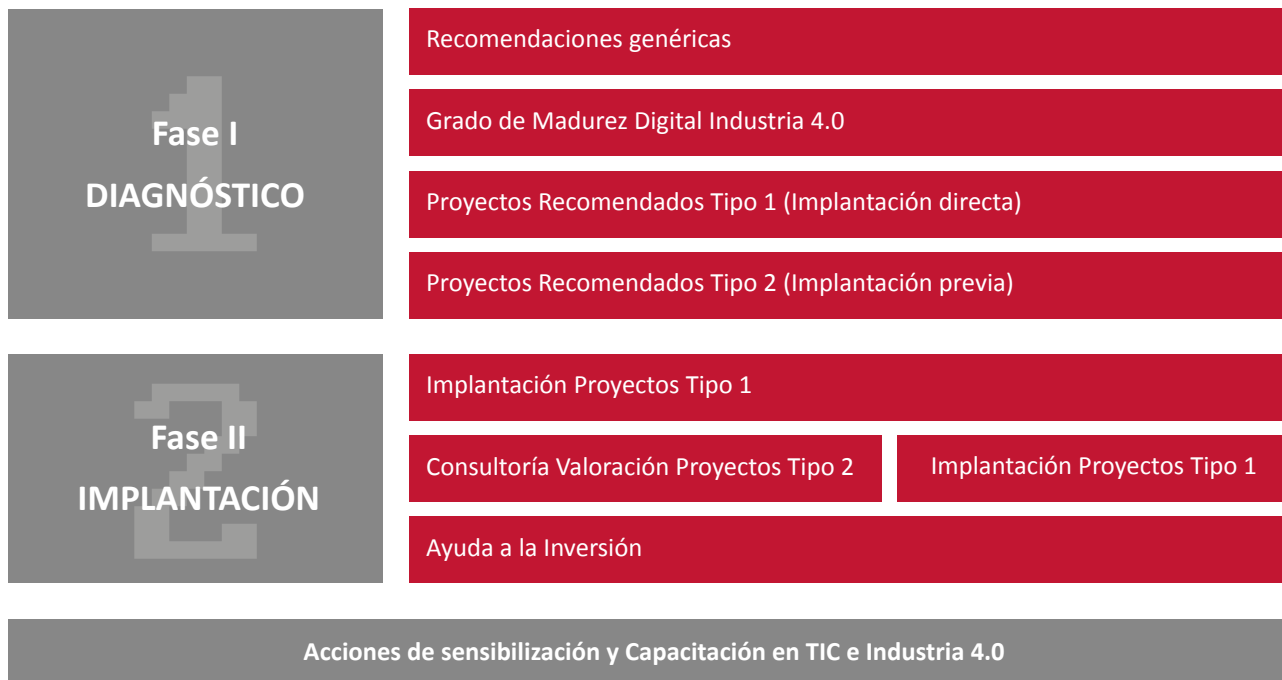 1
Fase I
DIAGNÓSTICO
Recomendaciones genéricas
Grado de Madurez Digital Industria 4.0
Proyectos Recomendados Tipo 1 (Implantación directa)
Proyectos Recomendados Tipo 2 (Implantación previa)
2
Fase II
IMPLANTACIÓN
Implantación Proyectos Tipo 1
Consultoría Valoración Proyectos Tipo 2
Implantación Proyectos Tipo 1
Ayuda a la Inversión
Acciones de sensibilización y Capacitación en TIC e Industria 4.0